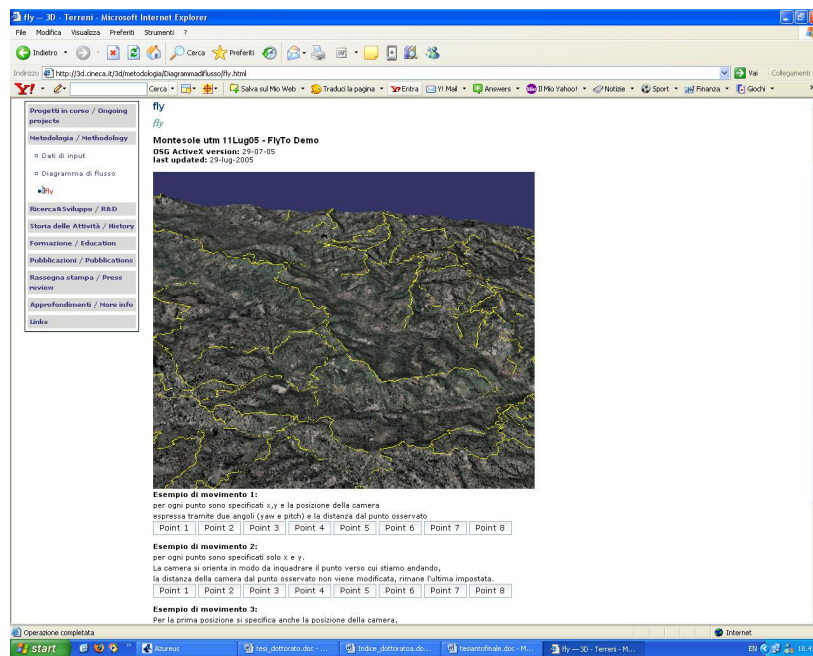 fly — 3D - Terreni - Microsoft Internet Explorer
File Modifica Visualizza Preferiti Strumenti ?
Indietro Cerca Preferiti
Indirizzo http://3d.cineca.it/3d/metodologia/Diagrammadiflusso/fly.html Vai Collegamenti
Y! Cerca Salva sul Mio Web Traduci la pagina Entra Y! Mail Answers Il Mio Yahoo! Notizie Sport Finanza Giochi
Progetti in corso / Ongoing
projects
Metodologia / Methodology
Dati di input
Diagramma di flusso
fly
Ricerca&Sviluppo / R&D
Storia delle Attività / History
Formazione / Education
Pubblicazioni / Publications
Rassegna stampa / Press
review
Approfondimenti / More info
Links
fly
fly
Montesole utm 11Lug05 - FlyTo Demo
OSG ActiveX version: 29-07-05
last updated: 29-lug-2005
Esempio di movimento 1:
per ogni punto sono specificati x,y e la posizione della camera
espressa tramite due angoli (yaw e pitch) e la distanza dal punto osservato
Point 1 Point 2 Point 3 Point 4 Point 5 Point 6 Point 7 Point 8
Esempio di movimento 2:
per ogni punto sono specificati solo x e y.
La camera si orienta in modo da inquadrare il punto verso cui stiamo andando,
la distanza della camera dal punto osservato non viene modificata, rimane l'ultima impostata.
Point 1 Point 2 Point 3 Point 4 Point 5 Point 6 Point 7 Point 8
Esempio di movimento 3:
Per la prima posizione si specifica anche la posizione della camera,
Operazione completata Internet
start Azureus tesi_dottorato.doc - ... Indice_dottoratoa.do... tesiantofinale.doc - M... fly — 3D - Terreni - M... EN 18.4